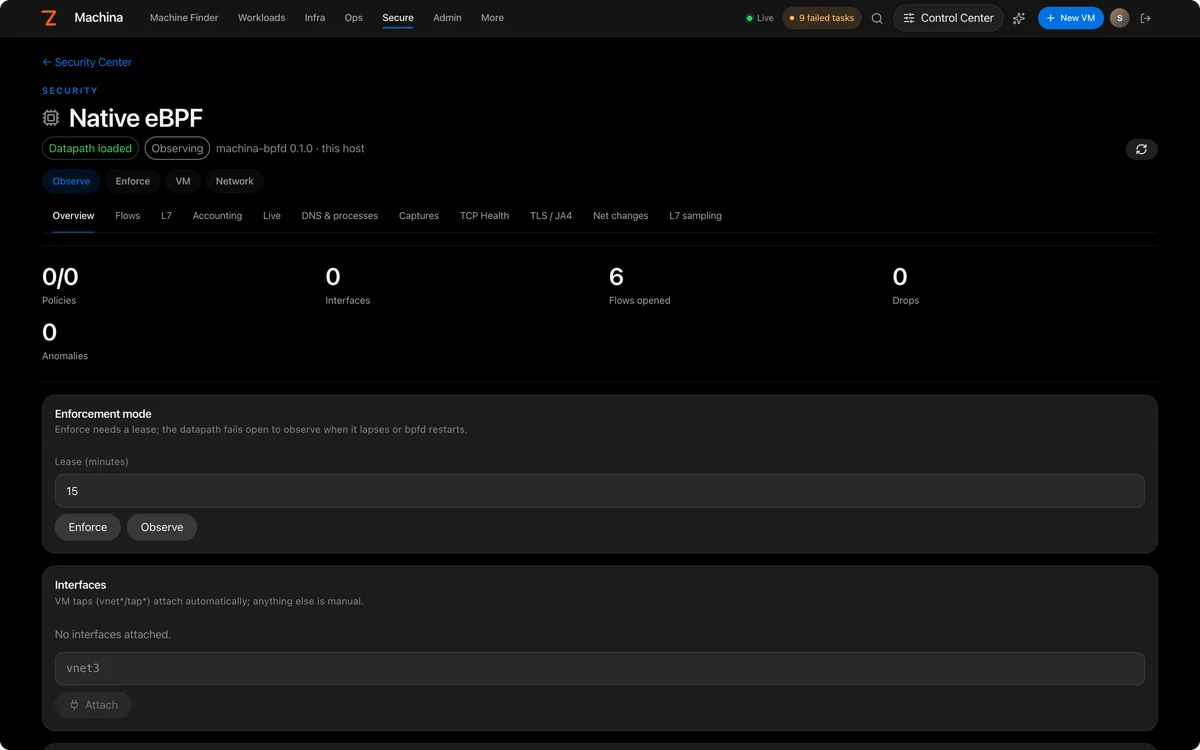 Machina Machine Finder Workloads Infra Ops Secure Admin More Live 9 failed tasks Control Center + New VM S
← Security Center
SECURITY
Native eBPF
Datapath loaded Observing machina-bpfd 0.1.0 · this host
Observe Enforce VM Network
Overview Flows L7 Accounting Live DNS & processes Captures TCP Health TLS / JA4 Net changes L7 sampling
0/0 0 6 0
Policies Interfaces Flows opened Drops
0
Anomalies
Enforcement mode
Enforce needs a lease; the datapath fails open to observe when it lapses or bpfd restarts.
Lease (minutes)
15
Enforce Observe
Interfaces
VM taps (vnet*/tap*) attach automatically; anything else is manual.
No interfaces attached.
vnet3
Attach